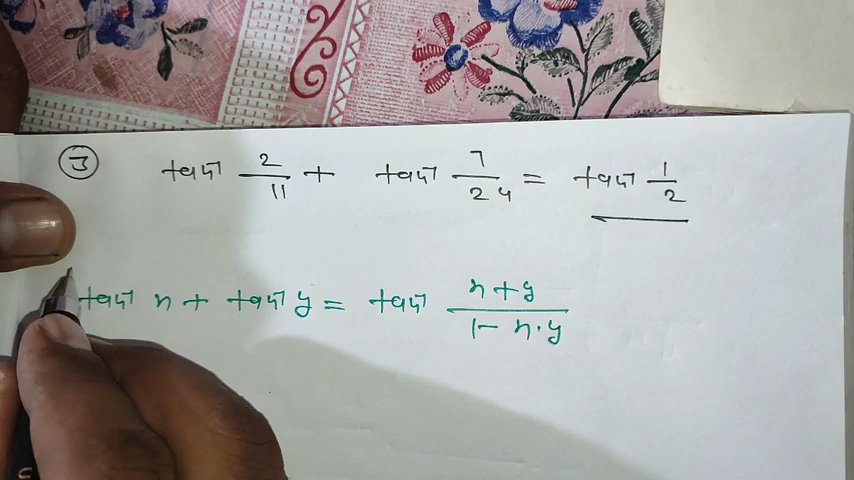 ③ tan⁻¹ 2/11 + tan⁻¹ 7/24 = tan⁻¹ 1/2
tan⁻¹ x + tan⁻¹ y = tan⁻¹ x+y/1-x·y